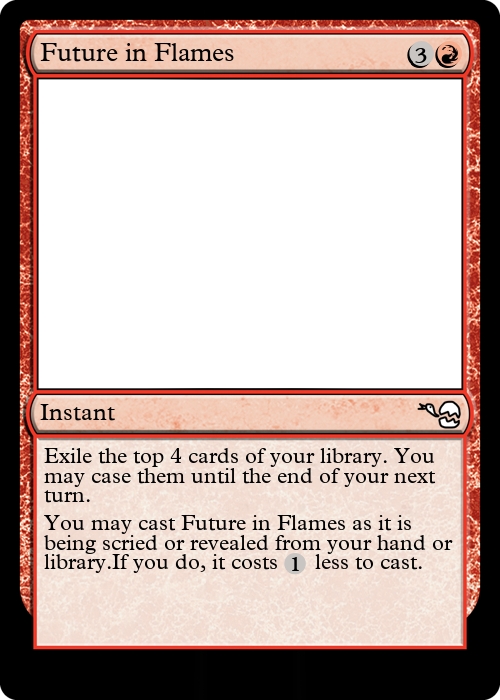 Future in Flames 3
Instant
Exile the top 4 cards of your library. You
may case them until the end of your next
turn.
You may cast Future in Flames as it is
being scried or revealed from your hand or
library.If you do, it costs 1 less to cast.